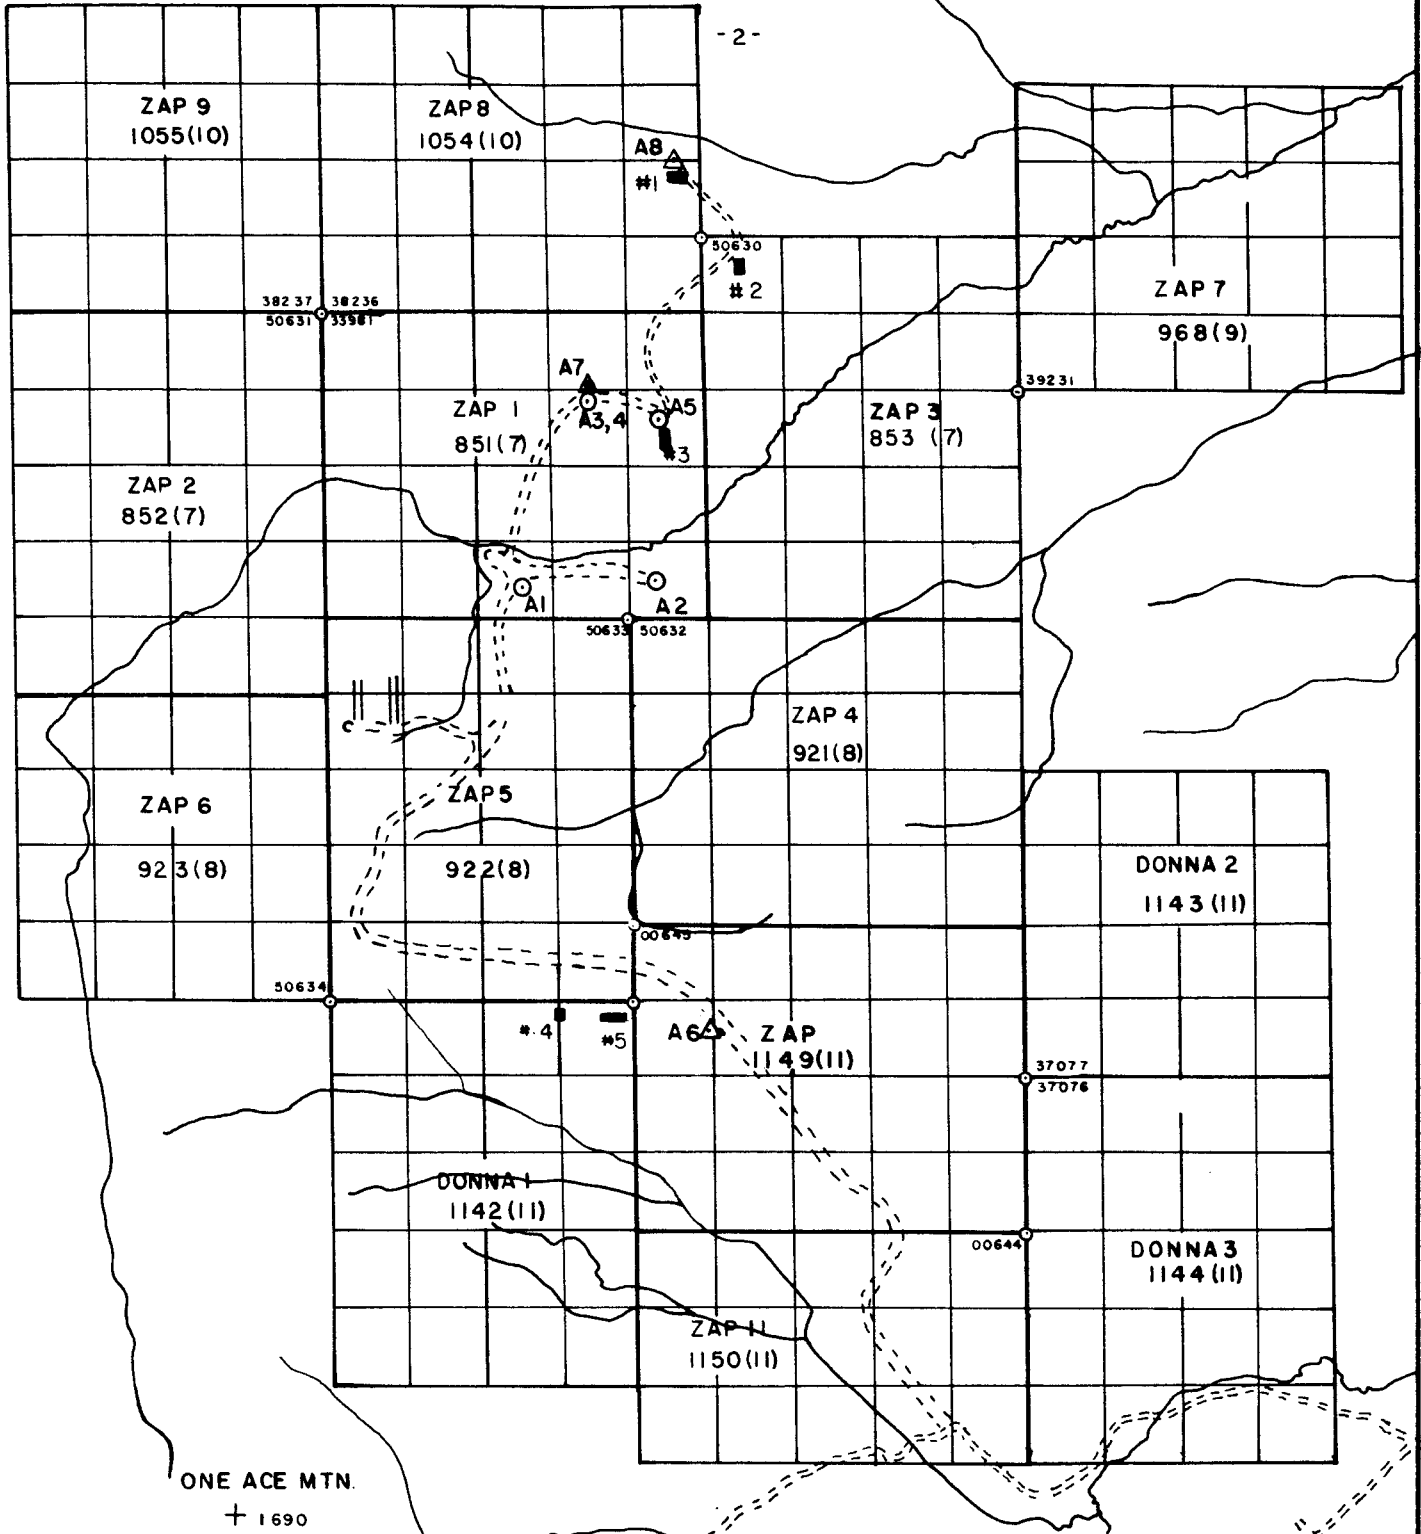 -2-
ZAP 9
1055(10)
ZAP 8
1054(10)
A8
#1
50630
#2
ZAP 7
968(9)
38237 38236
50631 33981
A7
39231
ZAP 1
851(7)
A3,4
A5
#3
ZAP 3
853 (7)
ZAP 2
852(7)
A1
A2
50633 50632
ZAP 4
921(8)
ZAP 6
923(8)
ZAP 5
922(8)
DONNA 2
1143(11)
00645
50634
#4
#5
A6
ZAP
1149(11)
37077
37076
DONNA 1
1142(11)
00644
DONNA 3
1144(11)
ZAP 11
1150(11)
ONE ACE MTN.
+ 1690